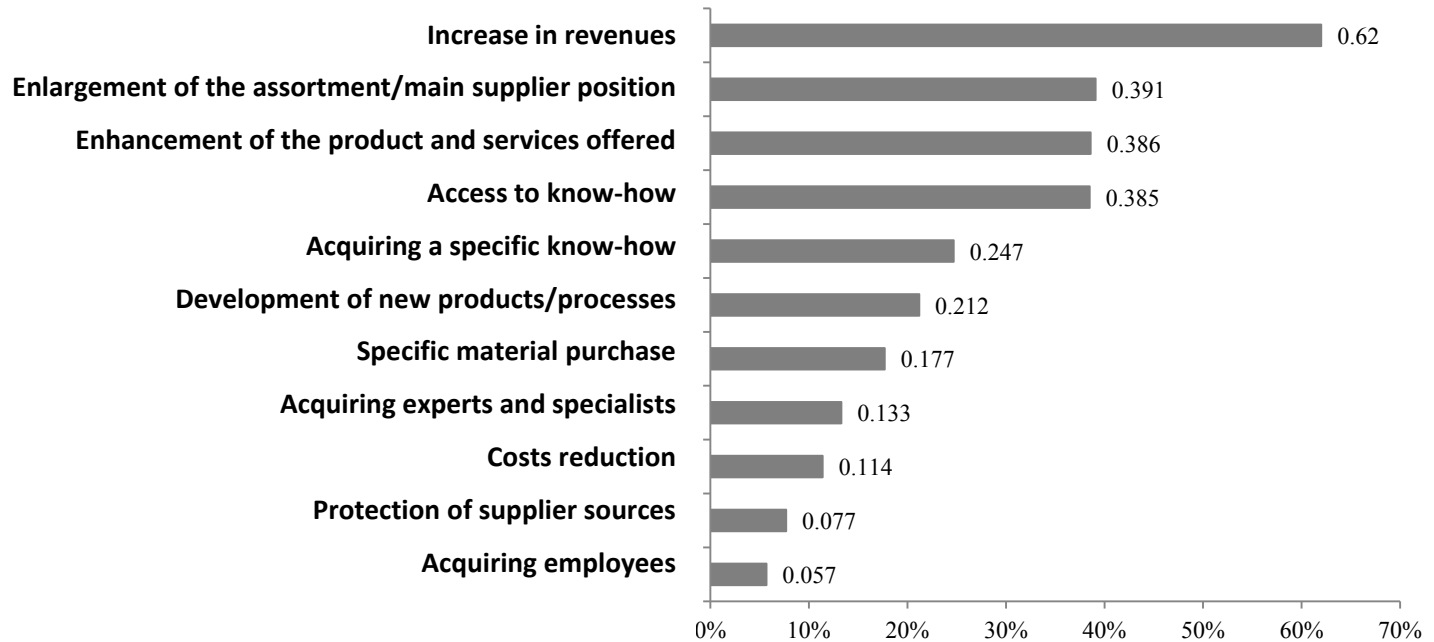 Increase in revenues 0.62
Enlargement of the assortment/main supplier position 0.391
Enhancement of the product and services offered 0.386
Access to know-how 0.385
Acquiring a specific know-how 0.247
Development of new products/processes 0.212
Specific material purchase 0.177
Acquiring experts and specialists 0.133
Costs reduction 0.114
Protection of supplier sources 0.077
Acquiring employees 0.057
0% 10% 20% 30% 40% 50% 60% 70%